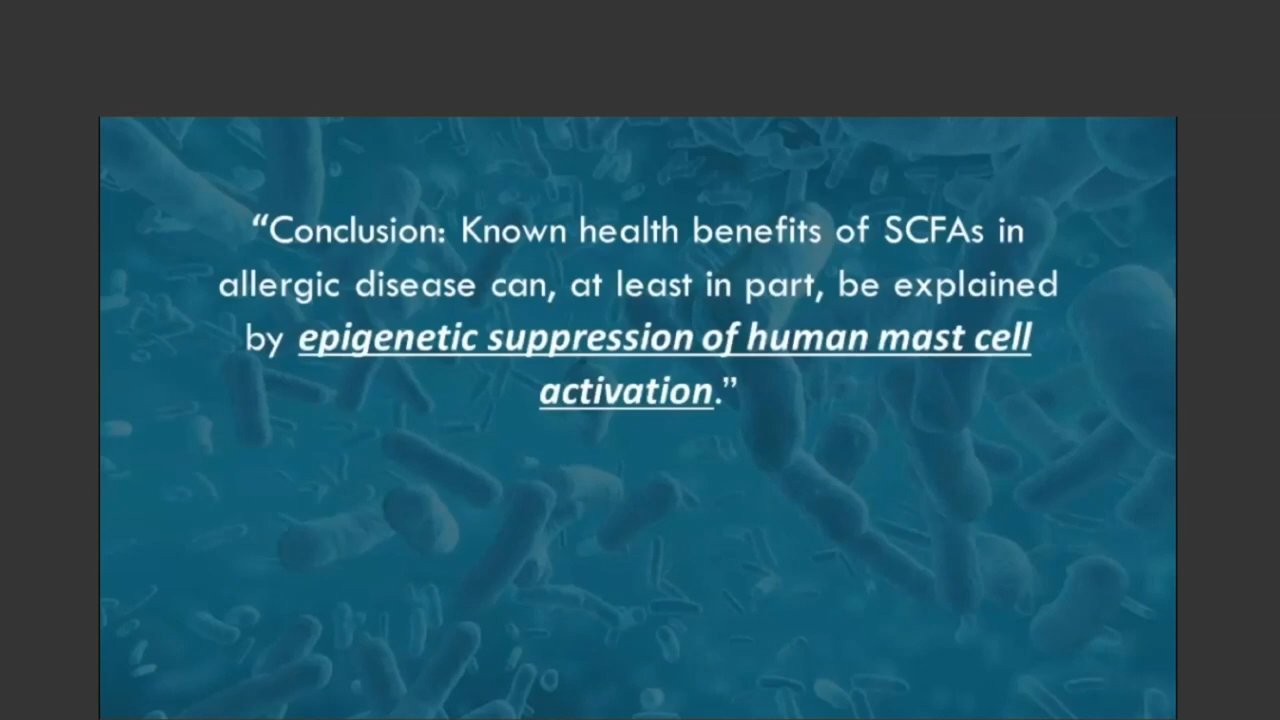 “Conclusion: Known health benefits of SCFAs in
allergic disease can, at least in part, be explained
by epigenetic suppression of human mast cell
activation.”